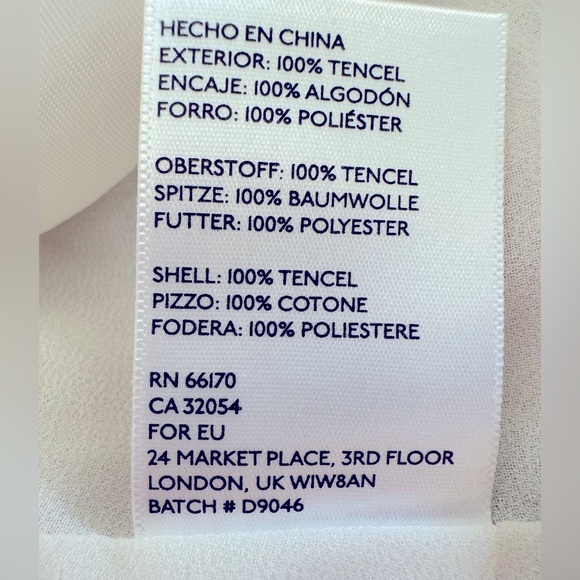 HECHO EN CHINA
EXTERIOR: 100% TENCEL
ENCAJE: 100% ALGODÓN
FORRO: 100% POLIÉSTER
OBERSTOFF: 100% TENCEL
SPITZE: 100% BAUMWOLLE
FUTTER: 100% POLYESTER
SHELL: 100% TENCEL
PIZZO: 100% COTONE
FODERA: 100% POLIESTERE
RN 66170
CA 32054
FOR EU
24 MARKET PLACE, 3RD FLOOR
LONDON, UK W1W8AN
BATCH # D9046